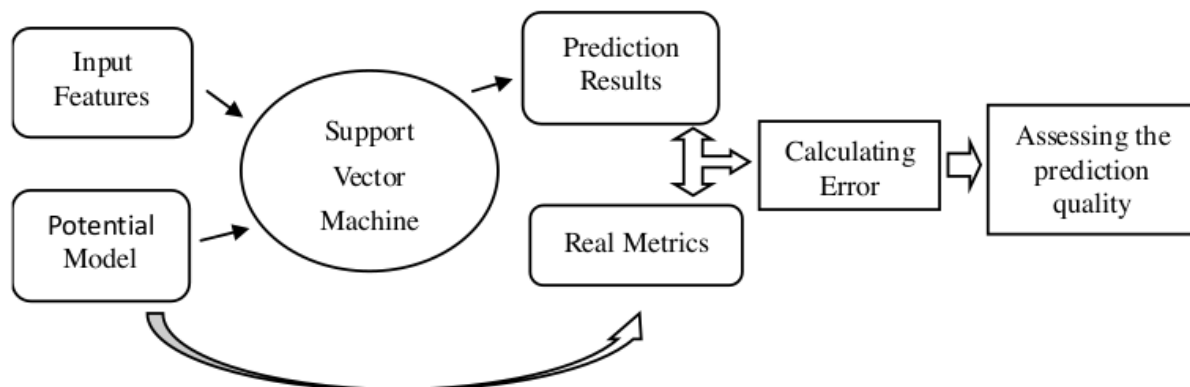 Input
Features
Potential
Model
Support
Vector
Machine
Prediction
Results
Real Metrics
Calculating
Error
Assessing the
prediction
quality